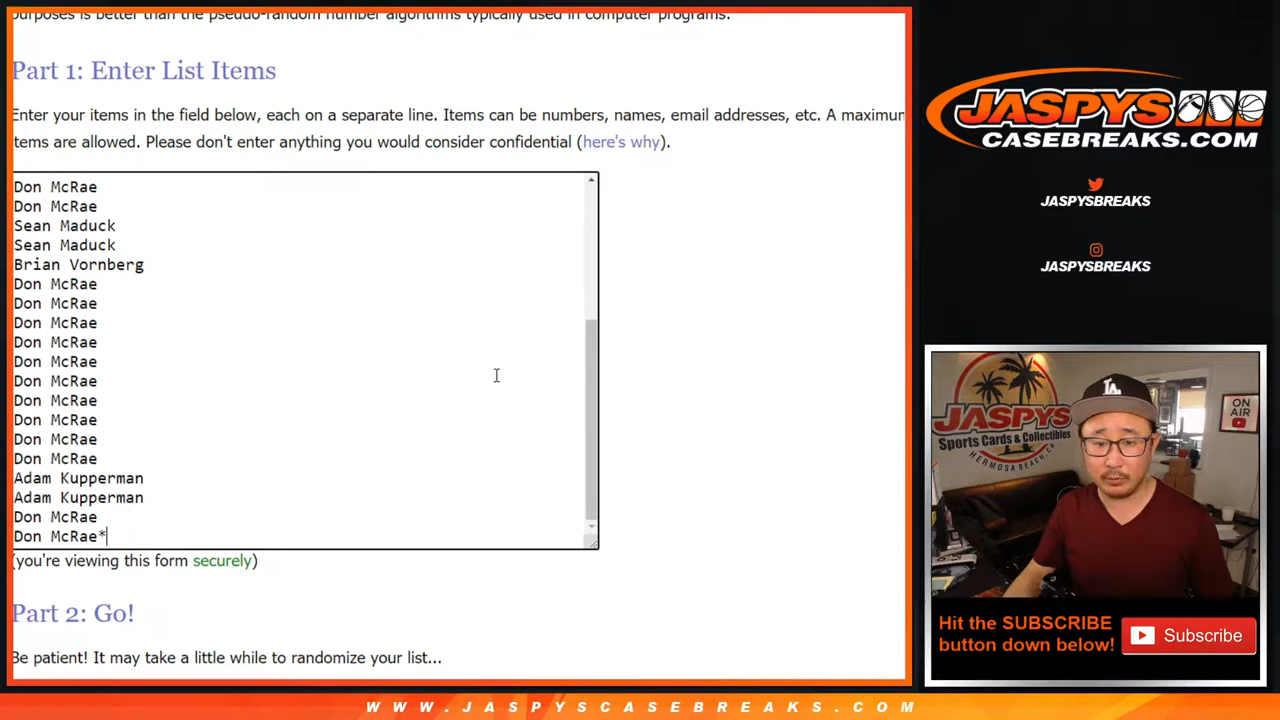 purposes is better than the pseudo-random number algorithms typically used in computer programs.
Part 1: Enter List Items
Enter your items in the field below, each on a separate line. Items can be numbers, names, email addresses, etc. A maximum
items are allowed. Please don't enter anything you would consider confidential (here's why).
Don McRae
Don McRae
Sean Maduck
Sean Maduck
Brian Vornberg
Don McRae
Don McRae
Don McRae
Don McRae
Don McRae
Don McRae
Don McRae
Don McRae
Don McRae
Don McRae
Adam Kupperman
Adam Kupperman
Don McRae
Don McRae*
(you're viewing this form securely)
Part 2: Go!
Be patient! It may take a little while to randomize your list...
JASPYS
CASEBREAKS.COM
JASPYSBREAKS
JASPYSBREAKS
JASPYS
Sports Cards & Collectibles
HERMOSA BEACH, CA
LA
ON
AIR
Hit the SUBSCRIBE
button down below!
Subscribe
WWW.JASPYSCASEBREAKS.COM